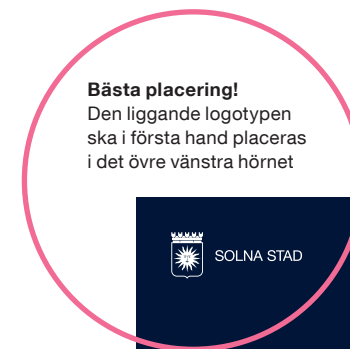 Bästa placering!
Den liggande logotypen
ska i första hand placeras
i det övre vänstra hörnet
SOLNA STAD